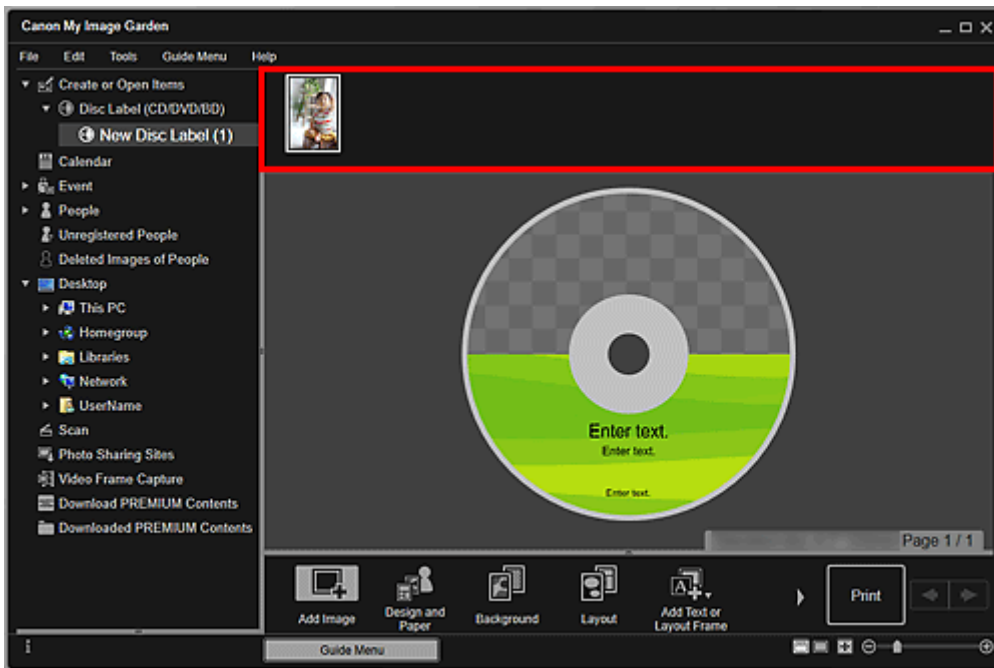 Canon My Image Garden
File Edit Tools Guide Menu Help
Create or Open Items
Disc Label (CD/DVD/BD)
New Disc Label (1)
Calendar
Event
People
Unregistered People
Deleted Images of People
Desktop
This PC
Homegroup
Libraries
Network
UserName
Scan
Photo Sharing Sites
Video Frame Capture
Download PREMIUM Contents
Downloaded PREMIUM Contents
Enter text.
Enter text.
Enter text.
Page 1 / 1
Add Image
Design and
Paper
Background
Layout
Add Text or
Layout Frame
Print
Guide Menu